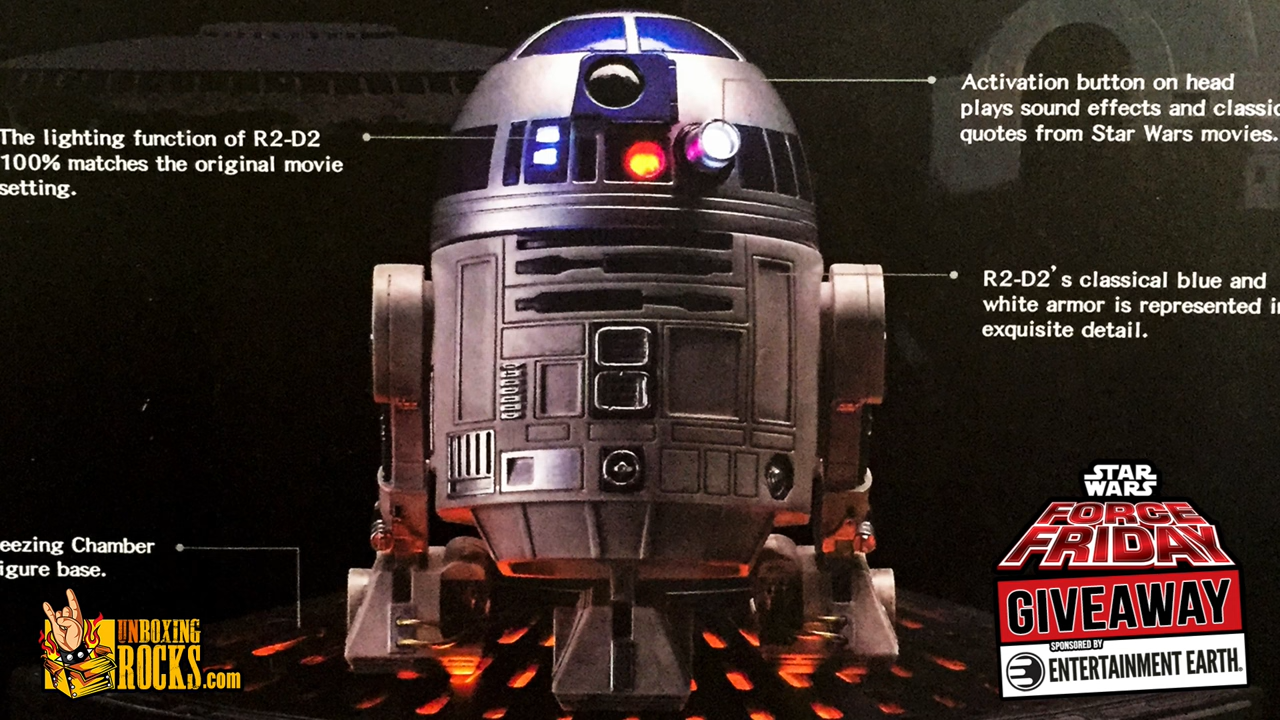 The lighting function of R2-D2
100% matches the original movie
setting.
Activation button on head
plays sound effects and classic
quotes from Star Wars movies.
R2-D2's classical blue and
white armor is represented in
exquisite detail.
eezing Chamber
igure base.
UNBOXING
ROCKS.com
STAR
WARS
FORCE
FRIDAY
GIVEAWAY
SPONSORED BY
ENTERTAINMENT EARTH